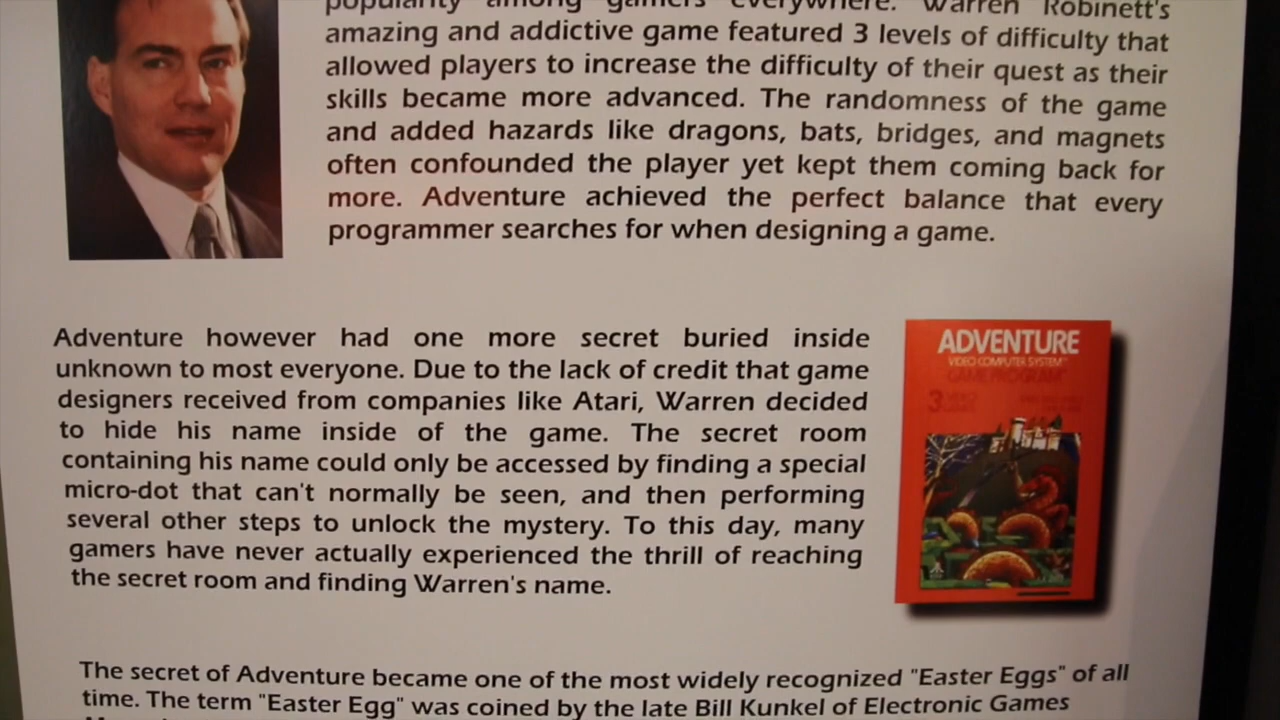 popularity among gamers everywhere. Warren Robinett's
amazing and addictive game featured 3 levels of difficulty that
allowed players to increase the difficulty of their quest as their
skills became more advanced. The randomness of the game
and added hazards like dragons, bats, bridges, and magnets
often confounded the player yet kept them coming back for
more. Adventure achieved the perfect balance that every
programmer searches for when designing a game.
Adventure however had one more secret buried inside
unknown to most everyone. Due to the lack of credit that game
designers received from companies like Atari, Warren decided
to hide his name inside of the game. The secret room
containing his name could only be accessed by finding a special
micro-dot that can't normally be seen, and then performing
several other steps to unlock the mystery. To this day, many
gamers have never actually experienced the thrill of reaching
the secret room and finding Warren's name.
ADVENTURE
VIDEO COMPUTER SYSTEM™
GAME PROGRAM™
3
The secret of Adventure became one of the most widely recognized "Easter Eggs" of all
time. The term "Easter Egg" was coined by the late Bill Kunkel of Electronic Games